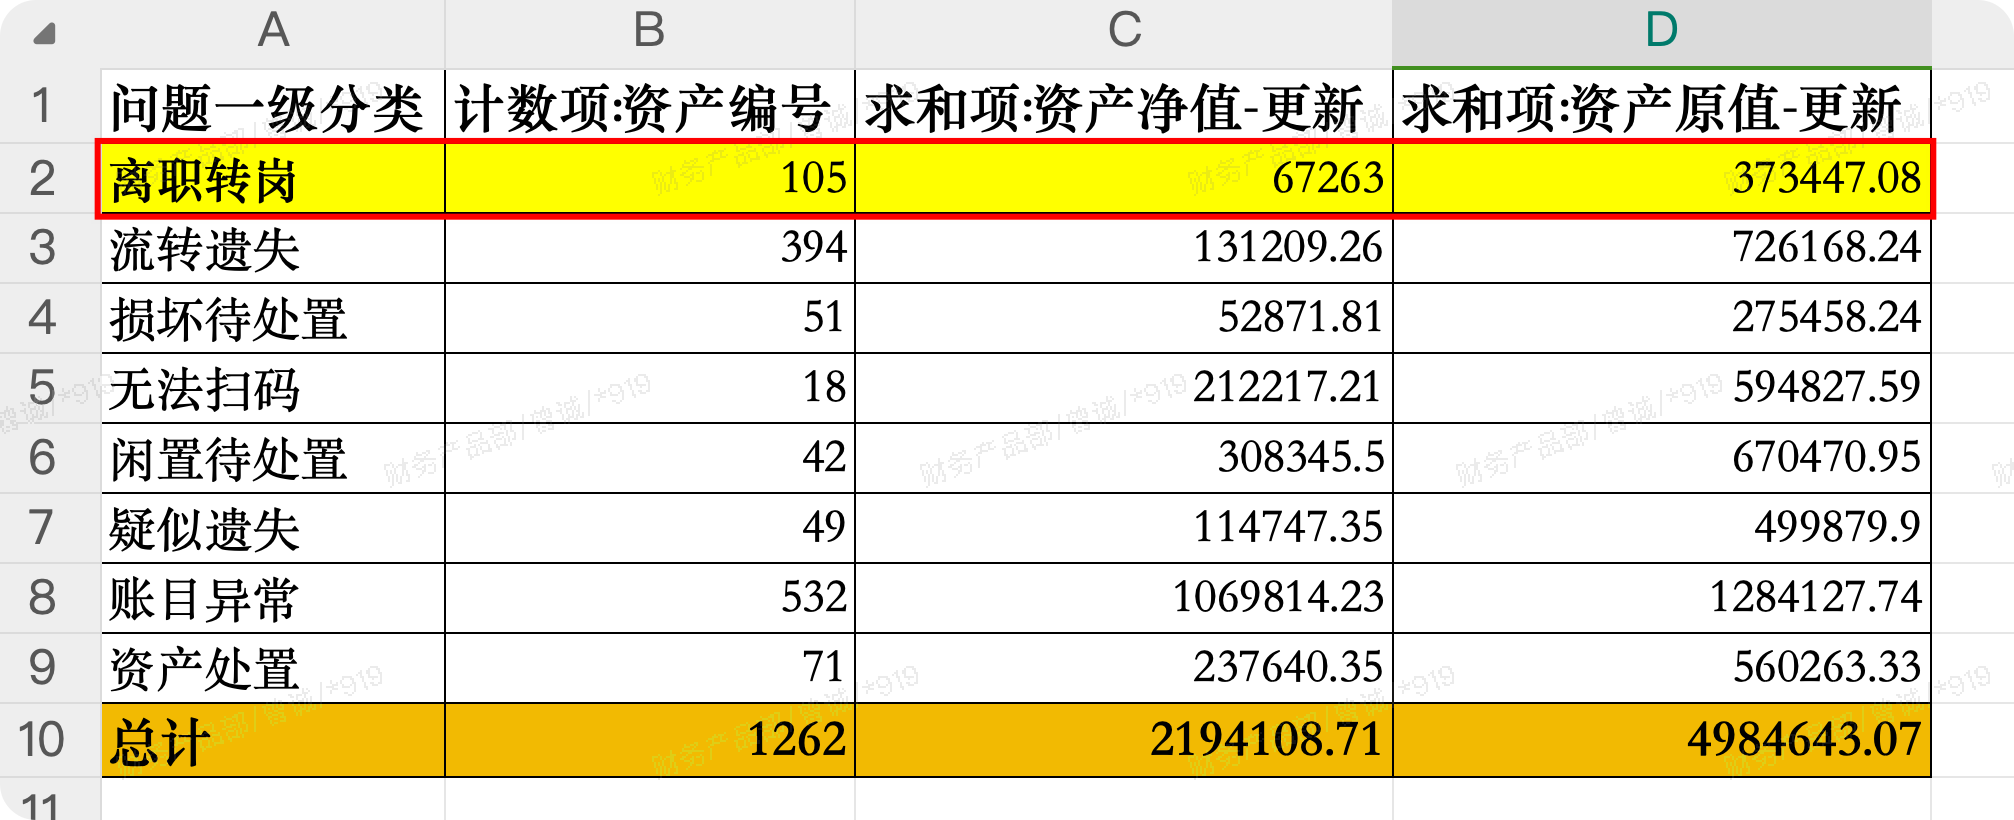 A B C D
1 问题一级分类 计数项:资产编号 求和项:资产净值-更新 求和项:资产原值-更新
2 离职转岗 105 67263 373447.08
3 流转遗失 394 131209.26 726168.24
4 损坏待处置 51 52871.81 275458.24
5 无法扫码 18 212217.21 594827.59
6 闲置待处置 42 308345.5 670470.95
7 疑似遗失 49 114747.35 499879.9
8 账目异常 532 1069814.23 1284127.74
9 资产处置 71 237640.35 560263.33
10 总计 1262 2194108.71 4984643.07
11
财务产品部/曾诚/*919